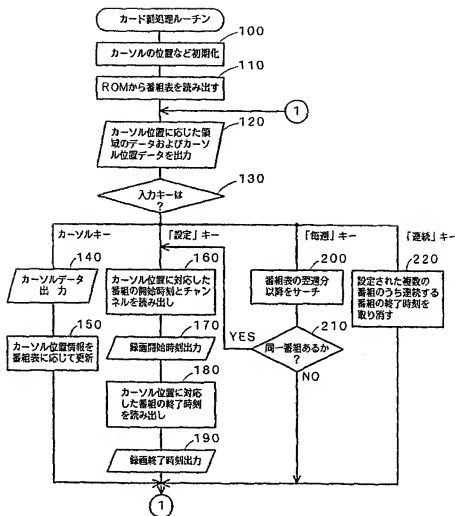 カード側処理ルーチン
100
カーソルの位置など初期化
110
ROMから番組表を読み出す
1
120
カーソル位置に応じた領
域のデータおよびカーソ
ル位置データを出力
130
入力キーは
?
カーソルキー
「設定」キー
「毎週」キー
「連続」キー
140
カーソルデータ
出力
150
カーソル位置情報を
番組表に応じて更新
160
カーソル位置に対応した
番組の開始時刻とチャン
ネルを読み出し
170
録画開始時刻出力
180
カーソル位置に対応
した番組の終了時刻
を読み出し
190
録画終了時刻出力
200
番組表の翌週分
以降をサーチ
210
YES
同一番組あるか
?
NO
220
設定された複数の
番組のうち連続する
番組の終了時刻を
取り消す
1